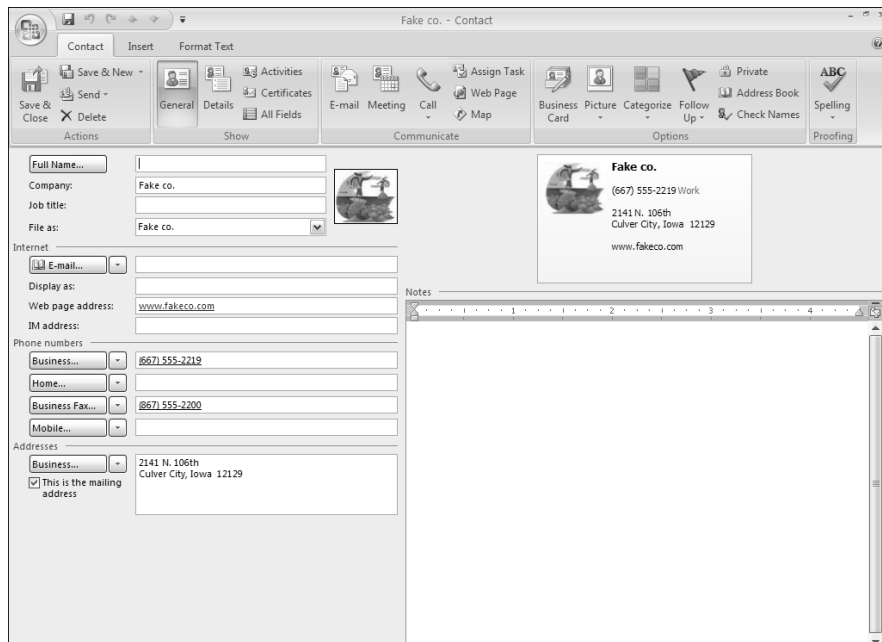 Fake co. - Contact
Contact Insert Format Text
Save & Close
Save & New
Send
Delete
Actions
General
Details
Activities
Certificates
All Fields
Show
E-mail
Meeting
Call
Assign Task
Web Page
Map
Communicate
Business Card
Picture
Categorize
Follow Up
Private
Address Book
Check Names
Options
ABC
Spelling
Proofing
Full Name...
Company: Fake co.
Job title:
File as: Fake co.
Internet
E-mail...
Display as:
Web page address: www.fakeco.com
IM address:
Phone numbers
Business... (667) 555-2219
Home...
Business Fax... (867) 555-2200
Mobile...
Addresses
Business... 2141 N. 106th
Culver City, Iowa 12129
This is the mailing
address
Fake co.
(667) 555-2219 Work
2141 N. 106th
Culver City, Iowa 12129
www.fakeco.com
Notes
1 2 3 4